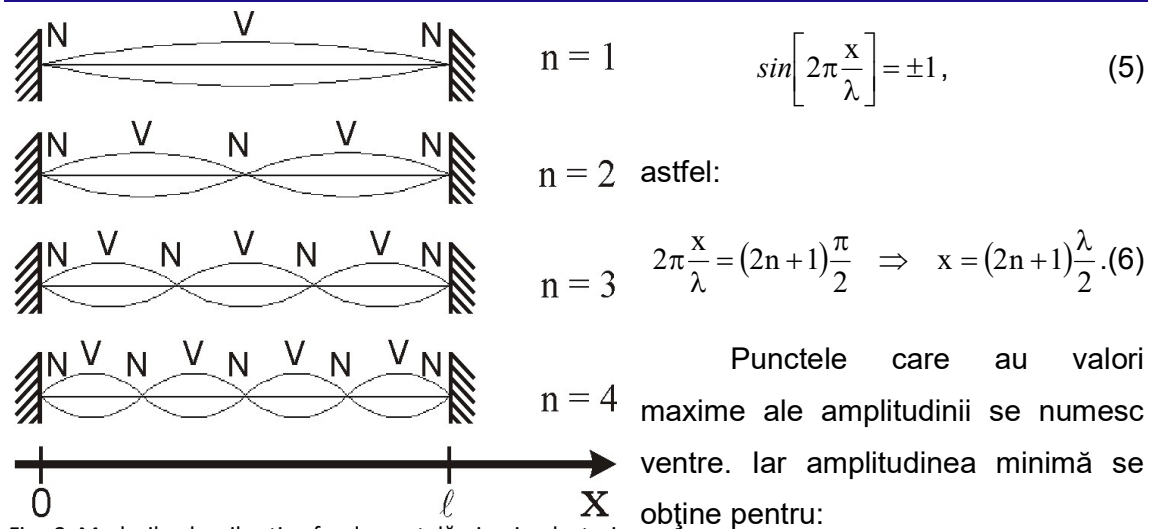 N V N
n = 1
N V N V N
n = 2
N V N V N V N
n = 3
N V N V N V N V N
n = 4
0 ℓ x
sin[2π x/λ] = ±1, (5)
astfel:
2π x/λ = (2n + 1) π/2 ⇒ x = (2n + 1) λ/2 .(6)
Punctele care au valori
maxime ale amplitudinii se numesc
ventre. Iar amplitudinea minimă se
obţine pentru: